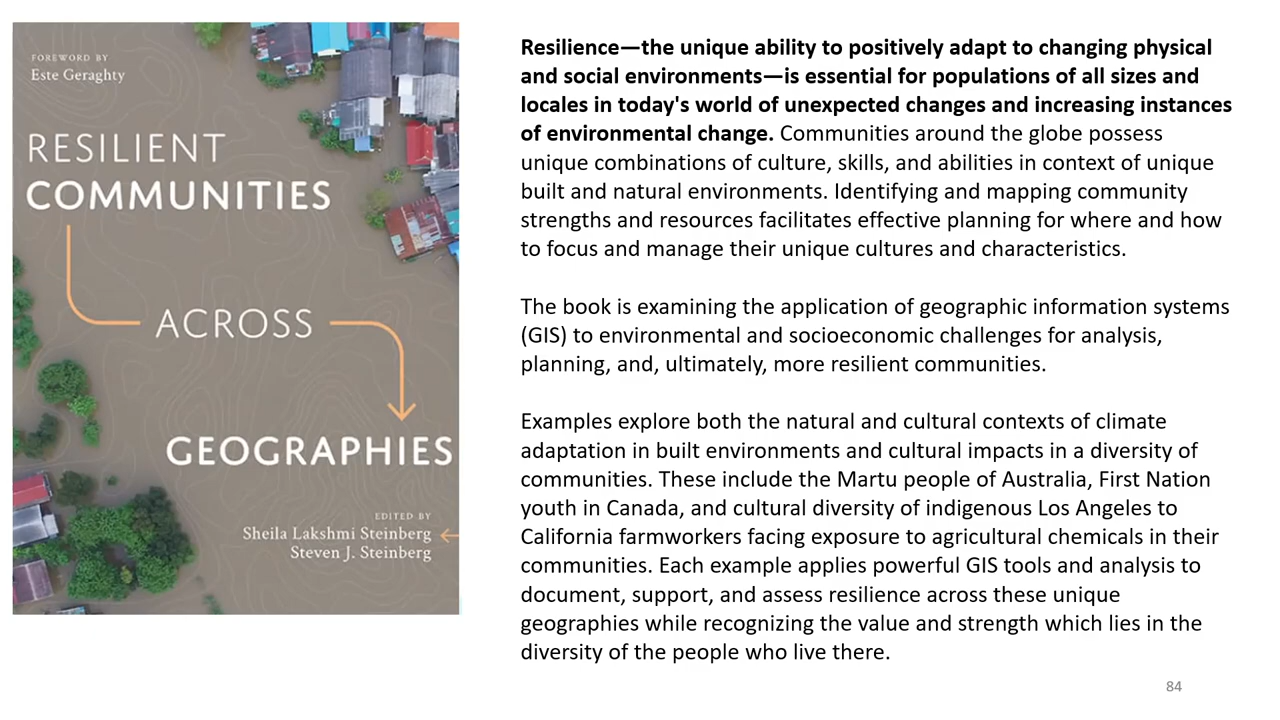 FOREWORD BY
Este Geraghty
RESILIENT
COMMUNITIES
ACROSS
GEOGRAPHIES
EDITED BY
Sheila Lakshmi Steinberg
Steven J. Steinberg
Resilience—the unique ability to positively adapt to changing physical
and social environments—is essential for populations of all sizes and
locales in today's world of unexpected changes and increasing instances
of environmental change. Communities around the globe possess
unique combinations of culture, skills, and abilities in context of unique
built and natural environments. Identifying and mapping community
strengths and resources facilitates effective planning for where and how
to focus and manage their unique cultures and characteristics.
The book is examining the application of geographic information systems
(GIS) to environmental and socioeconomic challenges for analysis,
planning, and, ultimately, more resilient communities.
Examples explore both the natural and cultural contexts of climate
adaptation in built environments and cultural impacts in a diversity of
communities. These include the Martu people of Australia, First Nation
youth in Canada, and cultural diversity of indigenous Los Angeles to
California farmworkers facing exposure to agricultural chemicals in their
communities. Each example applies powerful GIS tools and analysis to
document, support, and assess resilience across these unique
geographies while recognizing the value and strength which lies in the
diversity of the people who live there.
84